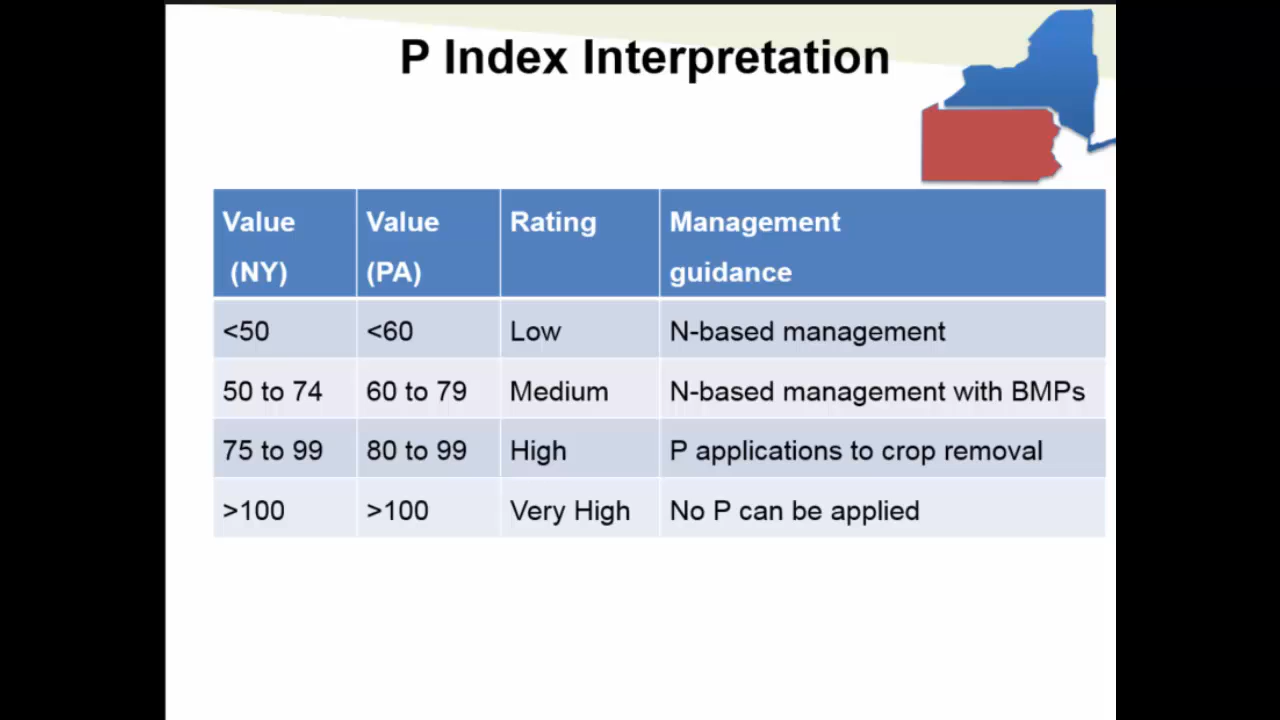 P Index Interpretation
Value (NY) Value (PA) Rating Management guidance
<50 <60 Low N-based management
50 to 74 60 to 79 Medium N-based management with BMPs
75 to 99 80 to 99 High P applications to crop removal
>100 >100 Very High No P can be applied